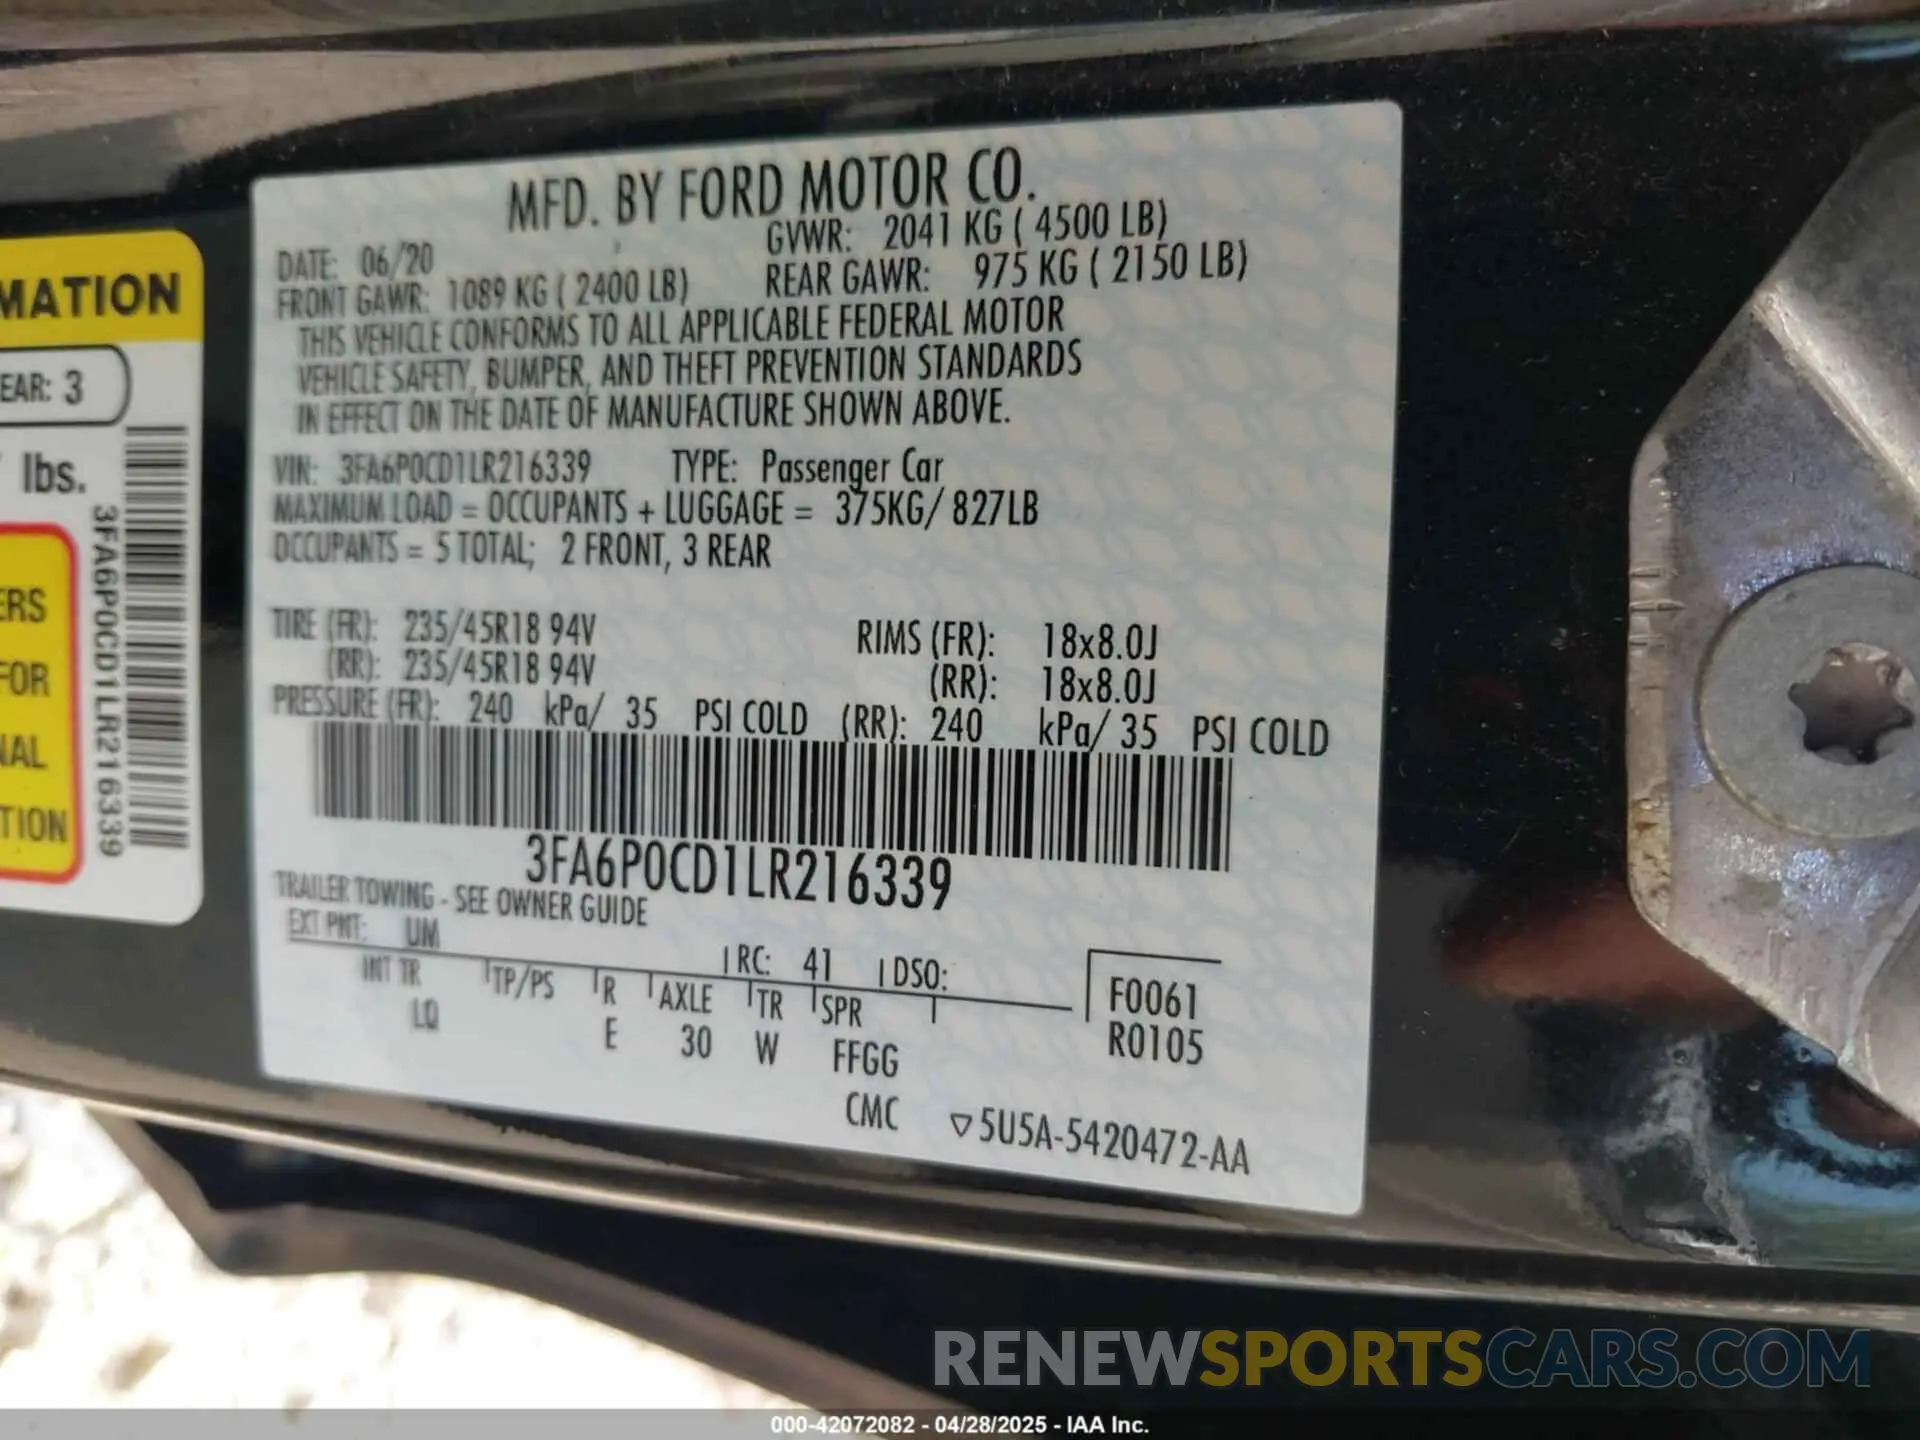 MFD. BY FORD MOTOR CO.
DATE: 06/20 GVWR: 2041 KG ( 4500 LB)
FRONT GAWR: 1089 KG ( 2400 LB) REAR GAWR: 975 KG ( 2150 LB)
THIS VEHICLE CONFORMS TO ALL APPLICABLE FEDERAL MOTOR
VEHICLE SAFETY, BUMPER, AND THEFT PREVENTION STANDARDS
IN EFFECT ON THE DATE OF MANUFACTURE SHOWN ABOVE.
VIN: 3FA6P0CD1LR216339 TYPE: Passenger Car
MAXIMUM LOAD = OCCUPANTS + LUGGAGE = 375KG/ 827LB
OCCUPANTS = 5 TOTAL; 2 FRONT, 3 REAR
TIRE (FR): 235/45R18 94V RIMS (FR): 18x8.0J
(RR): 235/45R18 94V (RR): 18x8.0J
PRESSURE (FR): 240 kPa/ 35 PSI COLD (RR): 240 kPa/ 35 PSI COLD
3FA6P0CD1LR216339
TRAILER TOWING - SEE OWNER GUIDE
EXT PNT: UM RC: 41 DSO:
INT TR TP/PS R AXLE TR SPR F0061
LQ E 30 W FFGG R0105
CMC ▽5U5A-5420472-AA
MATION
EAR: 3
lbs.
3FA6P0CD1LR216339
ERS
FOR
NAL
TION
RENEWSPORTSCARS.COM
000-42072082 - 04/28/2025 - IAA Inc.